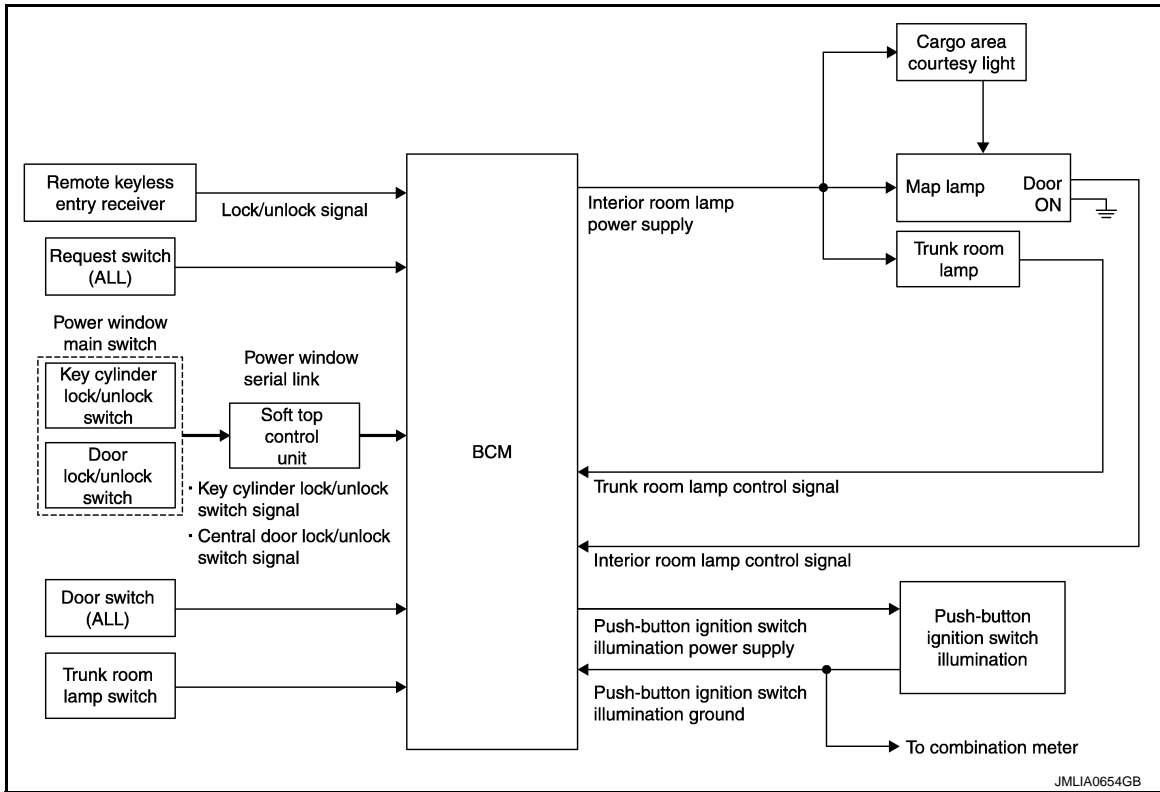 Cargo area
courtesy light
Remote keyless
entry receiver
Lock/unlock signal
Interior room lamp
power supply
Map lamp
Door
ON
Request switch
(ALL)
Trunk room
lamp
Power window
main switch
Key cylinder
lock/unlock
switch
Door
lock/unlock
switch
Power window
serial link
Soft top
control
unit
· Key cylinder lock/unlock
switch signal
· Central door lock/unlock
switch signal
BCM
Trunk room lamp control signal
Interior room lamp control signal
Door switch
(ALL)
Trunk room
lamp switch
Push-button ignition switch
illumination power supply
Push-button
ignition switch
illumination
Push-button ignition switch
illumination ground
To combination meter
JMLIA0654GB